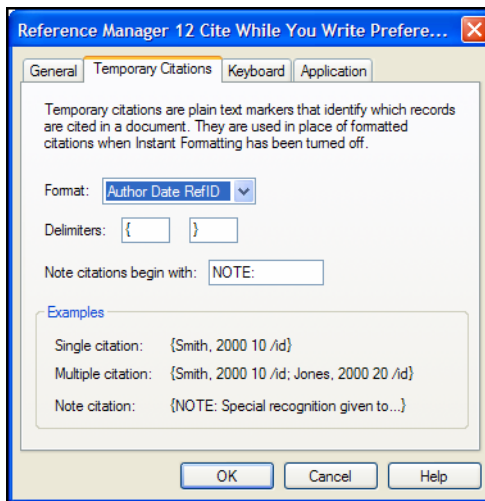 Reference Manager 12 Cite While You Write Prefere...
General Temporary Citations Keyboard Application
Temporary citations are plain text markers that identify which records
are cited in a document. They are used in place of formatted
citations when Instant Formatting has been turned off.
Format: Author Date RefID
Delimiters: { }
Note citations begin with: NOTE:
Examples
Single citation: {Smith, 2000 10 /id}
Multiple citation: {Smith, 2000 10 /id; Jones, 2000 20 /id}
Note citation: {NOTE: Special recognition given to...}
OK Cancel Help